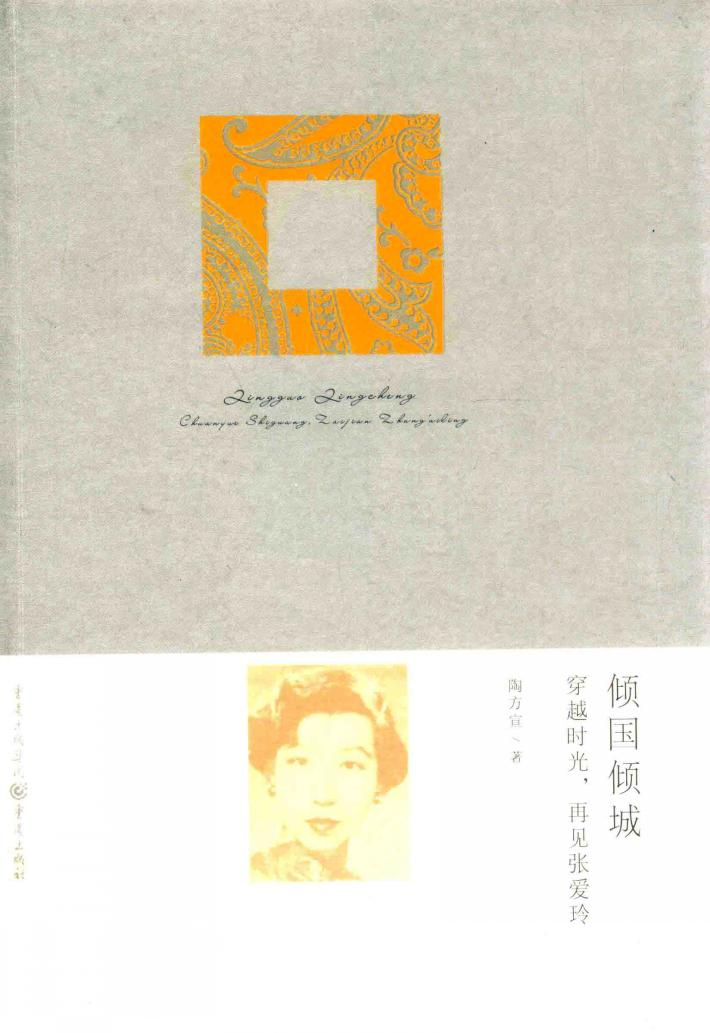 Qingguo Qingcheng
Chuanyue Shiguang, Zaijian Zhang'ailing
倾国倾城
穿越时光，再见张爱玲
陶方宣 \ 著
重庆出版集团 重庆出版社